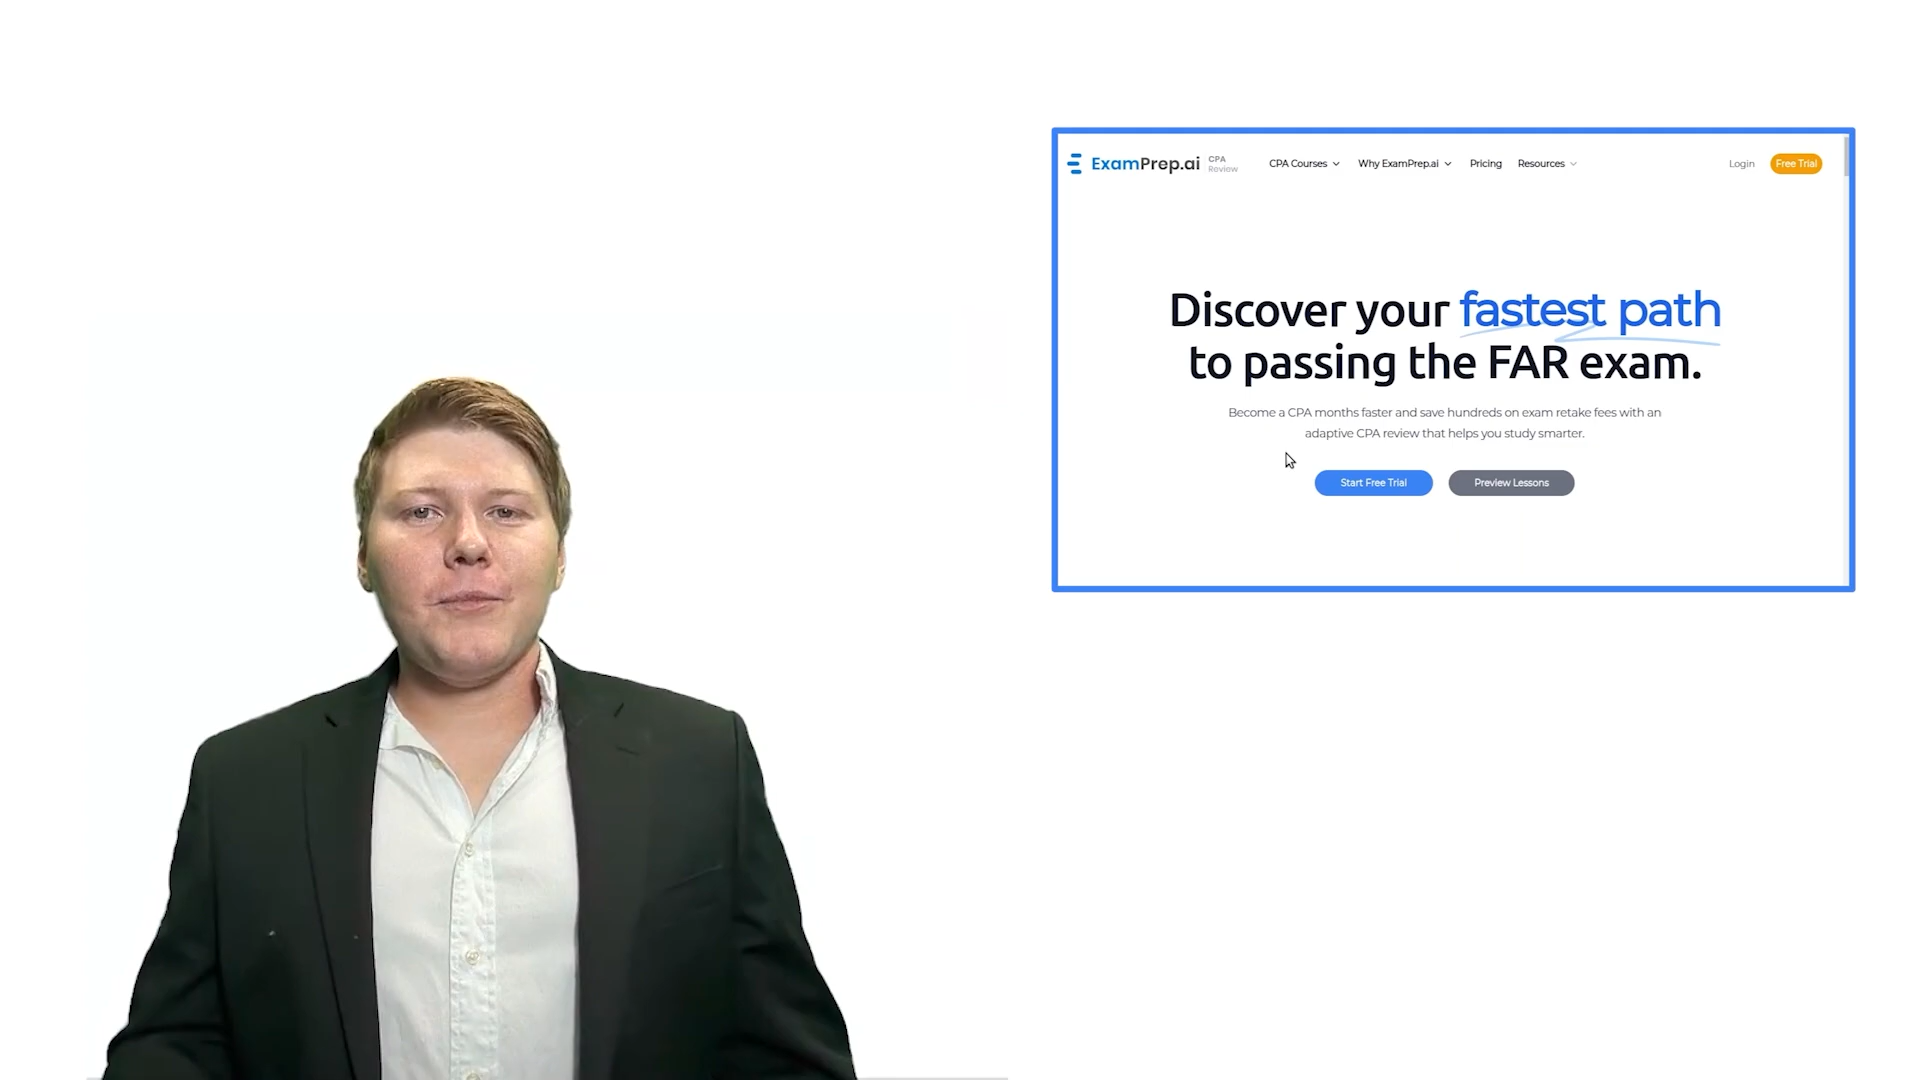 ExamPrep.ai CPA Review
CPA Courses Why ExamPrep.ai Pricing Resources Login Free Trial
Discover your fastest path
to passing the FAR exam.
Become a CPA months faster and save hundreds on exam retake fees with an
adaptive CPA review that helps you study smarter.
Start Free Trial Preview Lessons